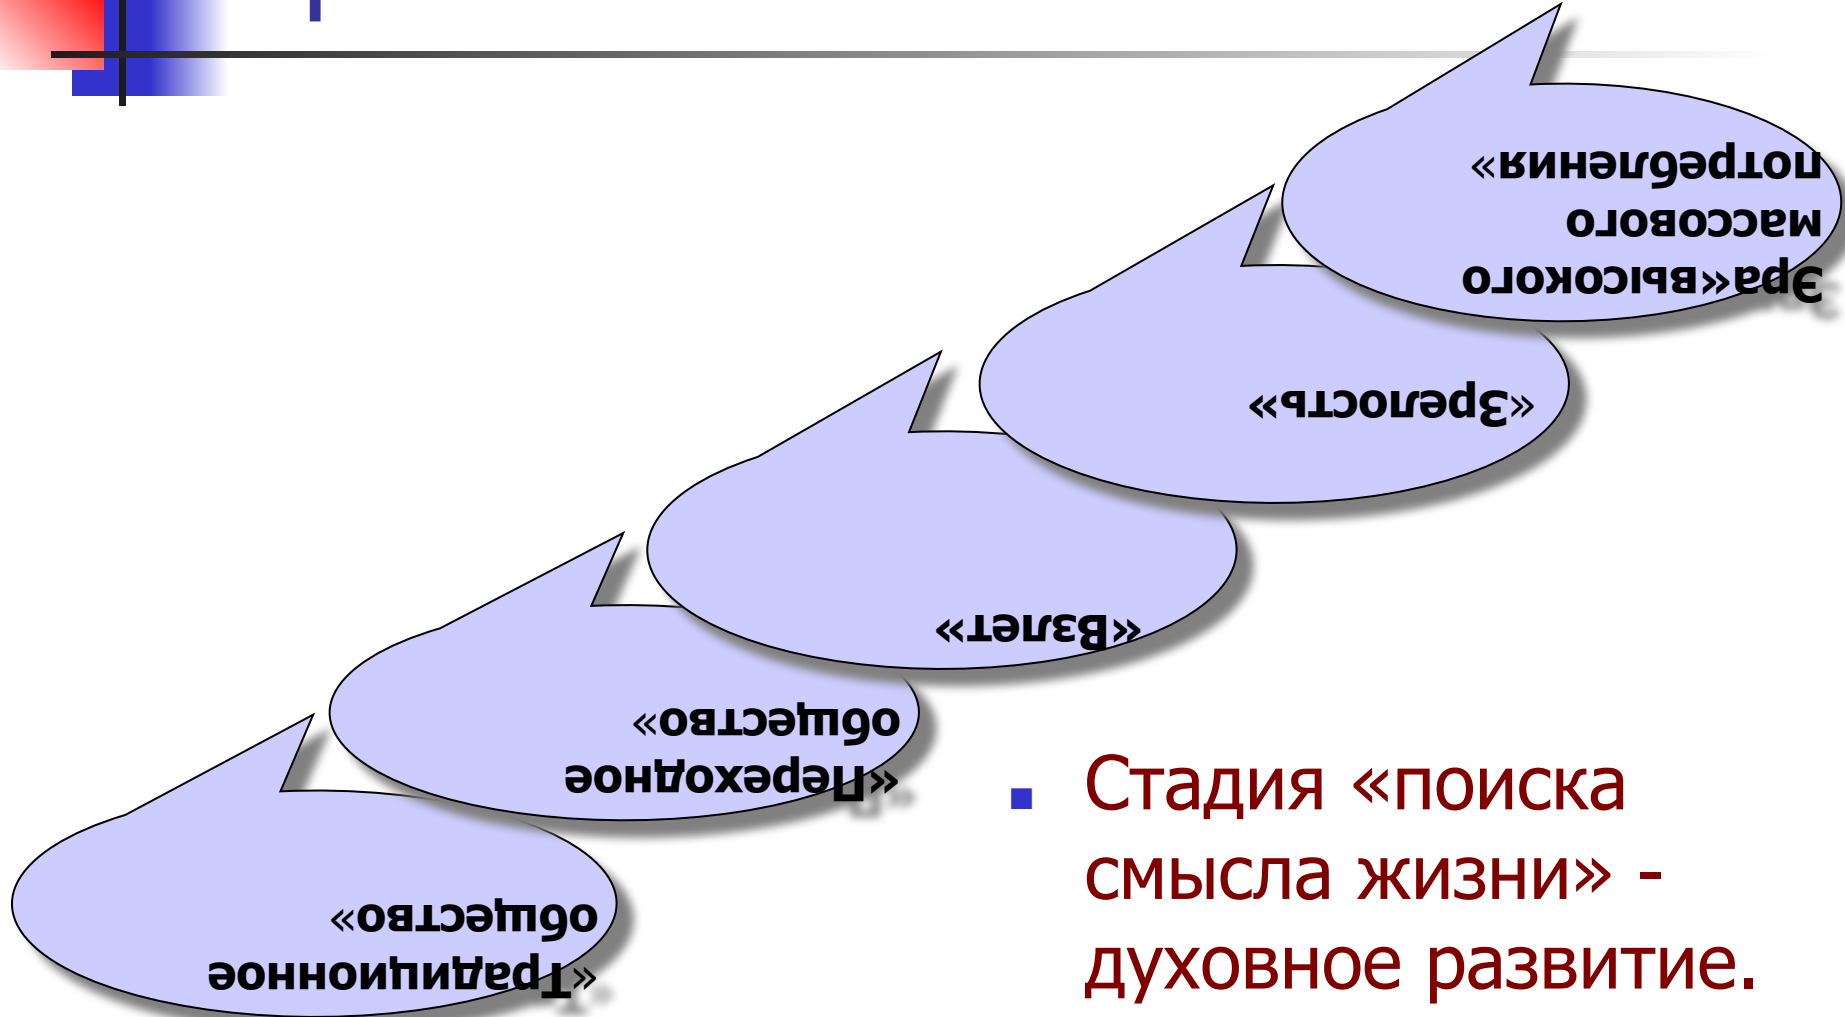 Эра«высокого
массового
потребления»
«Зрелость»
«Взлет»
«Переходное
общество»
«Традиционное
общество»
Стадия «поиска
смысла жизни» -
духовное развитие.